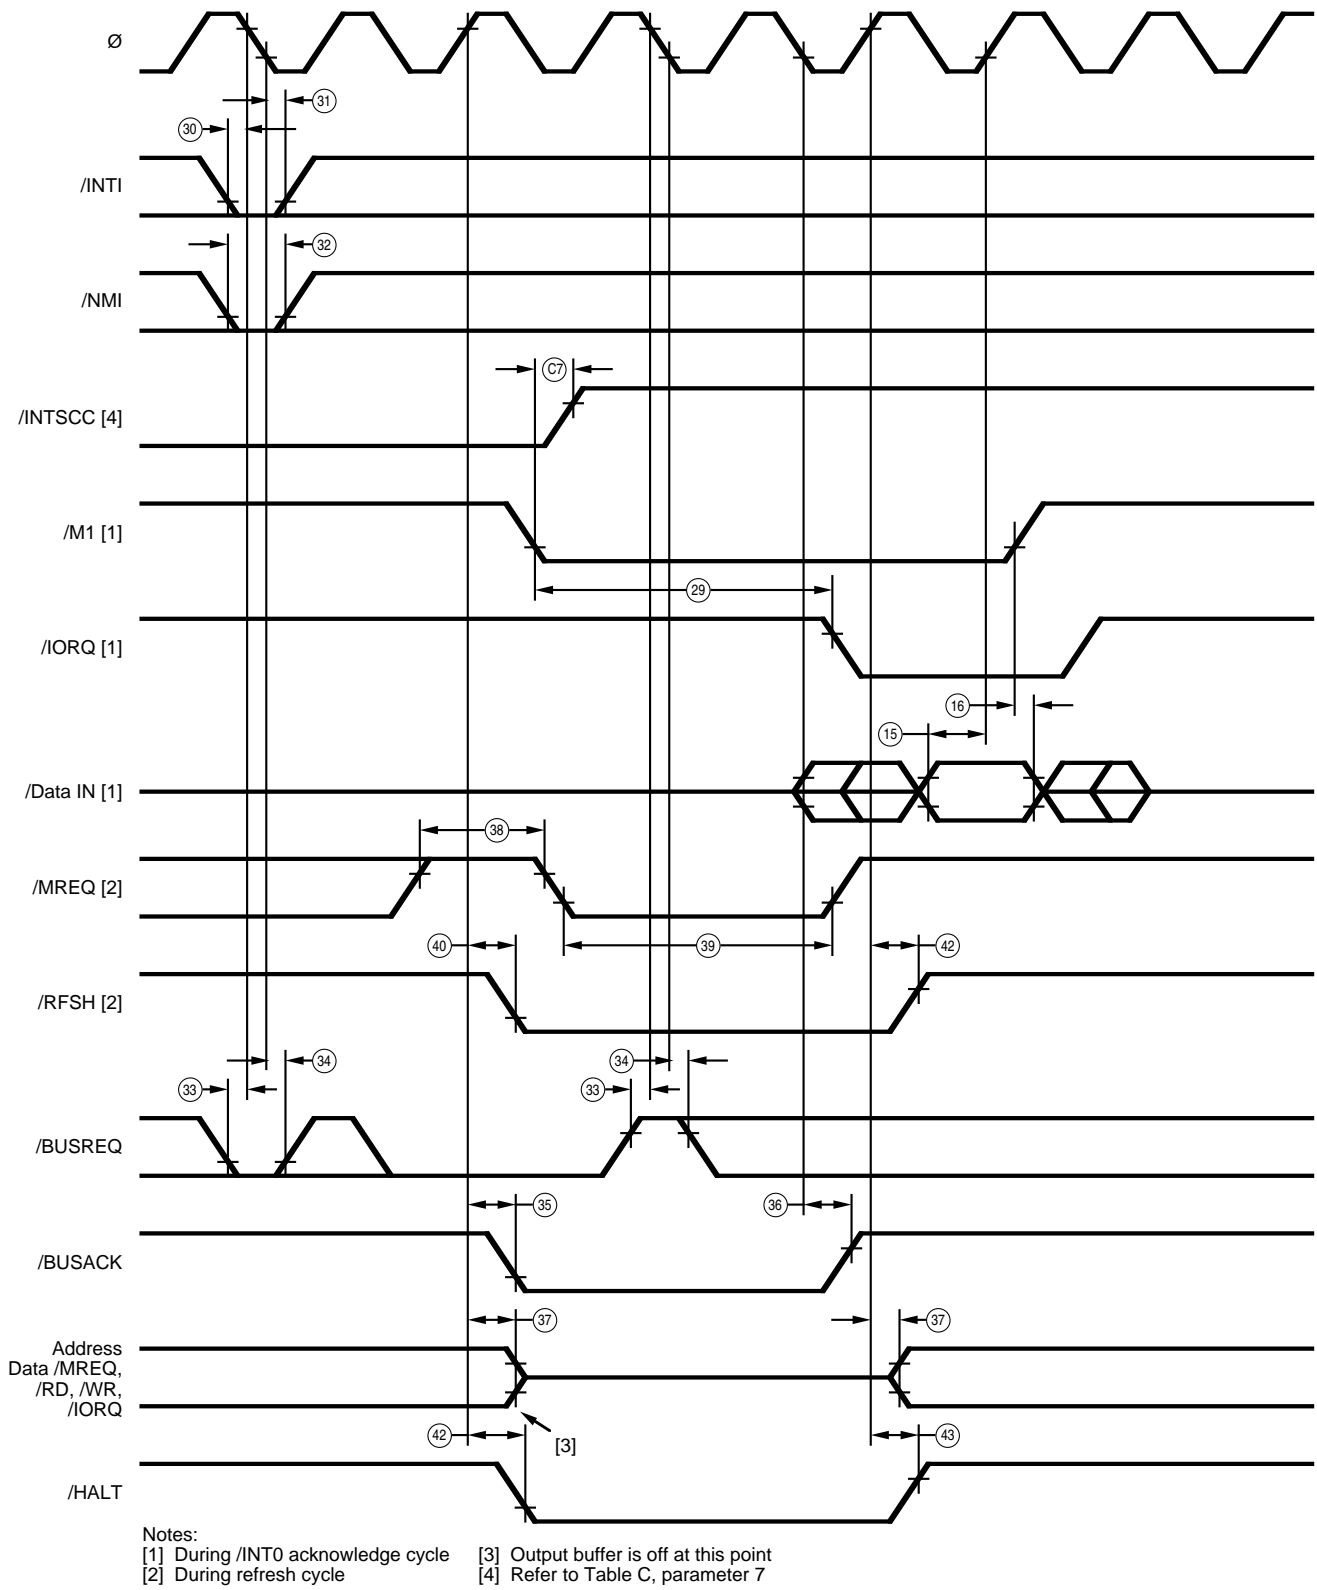 Ø
31
30
/INTI
32
/NMI
C7
/INTSCC [4]
/M1 [1]
29
/IORQ [1]
16
15
/Data IN [1]
38
/MREQ [2]
40
39
42
/RFSH [2]
34
34
33
33
/BUSREQ
35
36
/BUSACK
37
37
Address
Data /MREQ,
/RD, /WR,
/IORQ
42
[3]
43
/HALT
Notes:
[1] During /INT0 acknowledge cycle
[2] During refresh cycle
[3] Output buffer is off at this point
[4] Refer to Table C, parameter 7